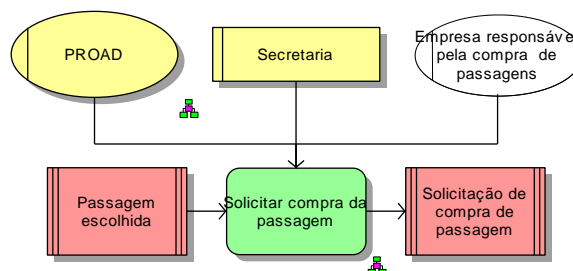 PROAD
Secretaria
Empresa responsáve
pela compra de
passagens
Passagem
escolhida
Solicitar compra da
passagem
Solicitação de
compra de
passagem